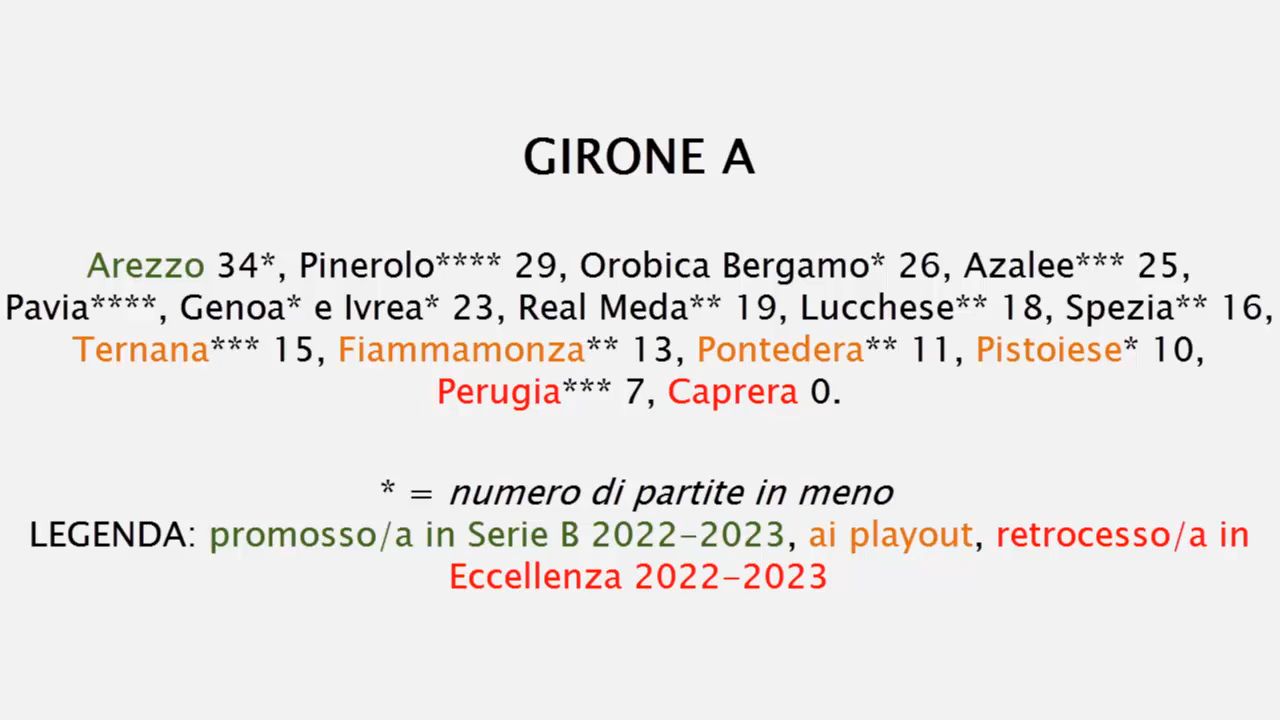 GIRONE A
Arezzo 34*, Pinerolo**** 29, Orobica Bergamo* 26, Azalee*** 25,
Pavia****, Genoa* e Ivrea* 23, Real Meda** 19, Lucchese** 18, Spezia** 16,
Ternana*** 15, Fiammamonza** 13, Pontedera** 11, Pistoiese* 10,
Perugia*** 7, Caprera 0.
* = numero di partite in meno
LEGENDA: promosso/a in Serie B 2022-2023, ai playout, retrocesso/a in
Eccellenza 2022-2023